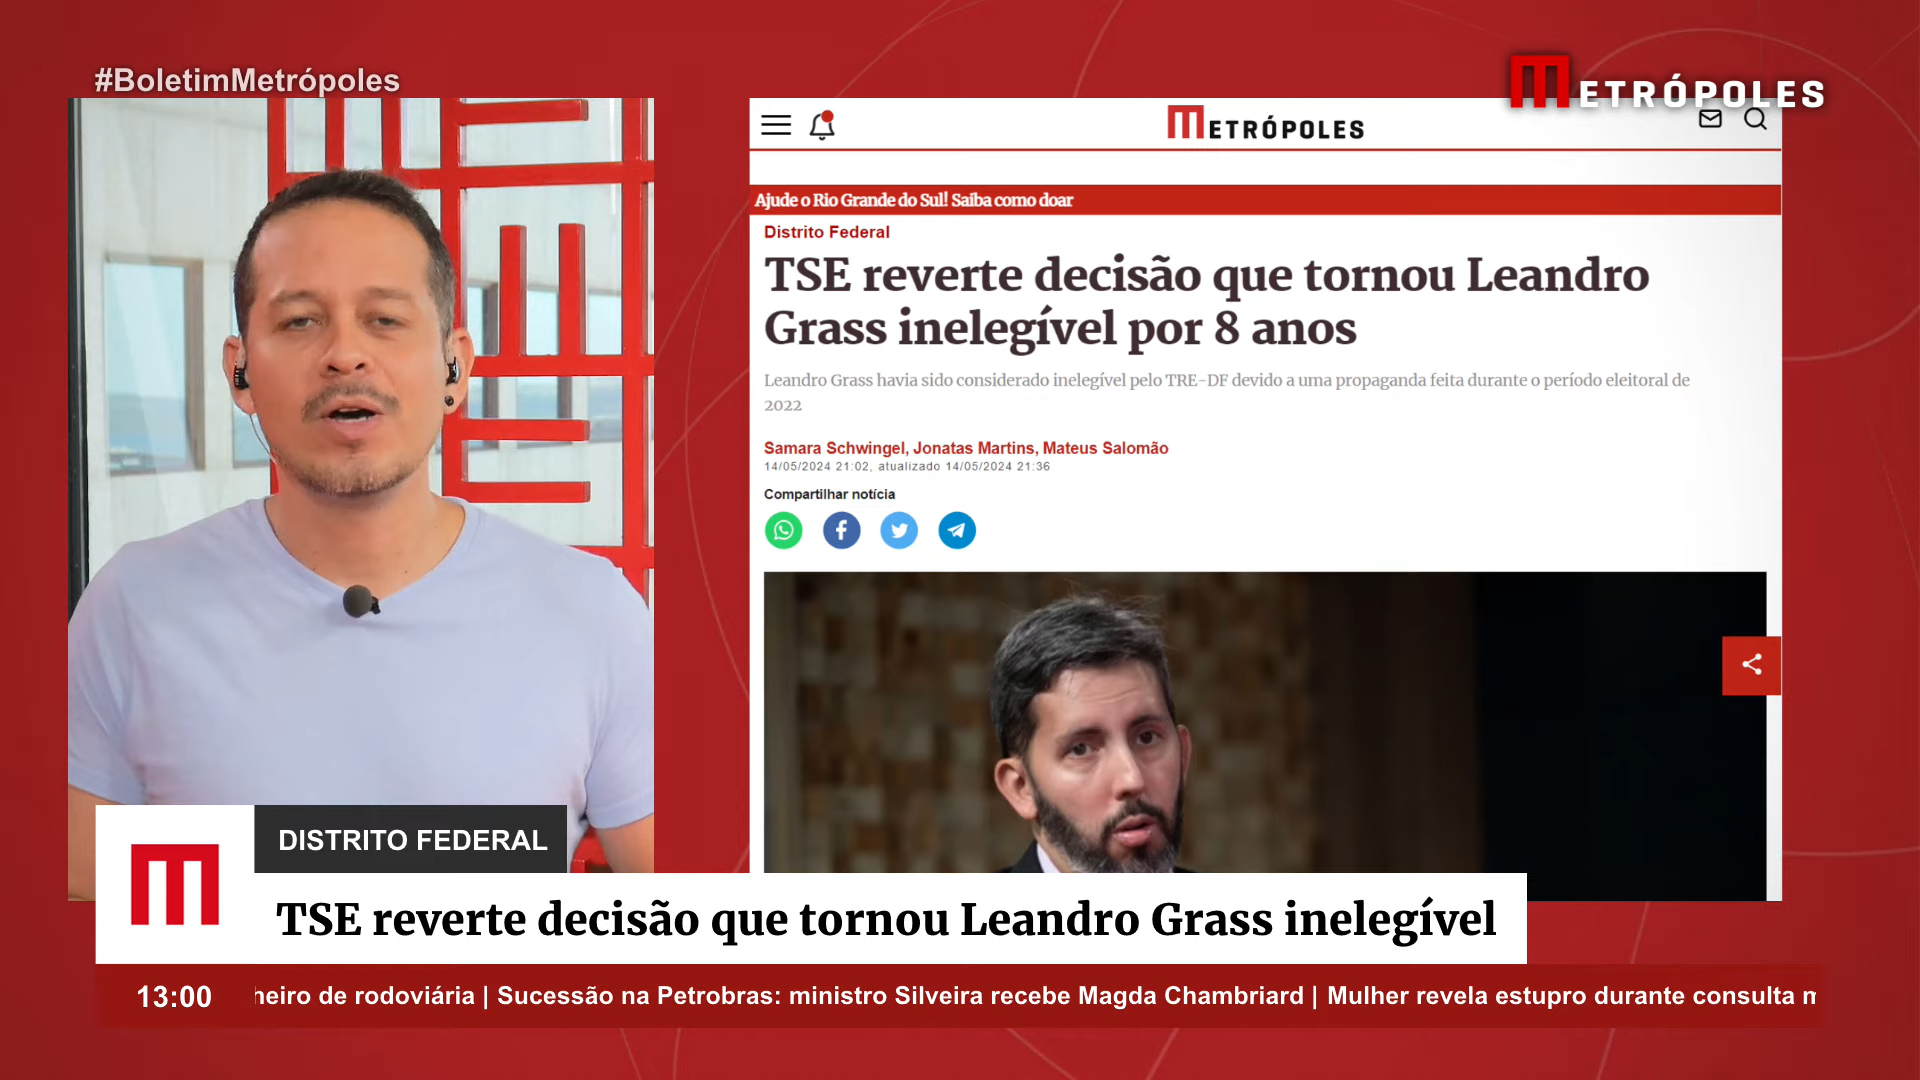 #BoletimMetrópoles
METRÓPOLES
METRÓPOLES
Ajude o Rio Grande do Sul! Saiba como doar
Distrito Federal
TSE reverte decisão que tornou Leandro
Grass inelegível por 8 anos
Leandro Grass havia sido considerado inelegível pelo TRE-DF devido a uma propaganda feita durante o período eleitoral de
2022
Samara Schwingel, Jonatas Martins, Mateus Salomão
14/05/2024 21:02, atualizado 14/05/2024 21:36
Compartilhar notícia
DISTRITO FEDERAL
TSE reverte decisão que tornou Leandro Grass inelegível
13:00 heiro de rodoviária | Sucessão na Petrobras: ministro Silveira recebe Magda Chambriard | Mulher revela estupro durante consulta m